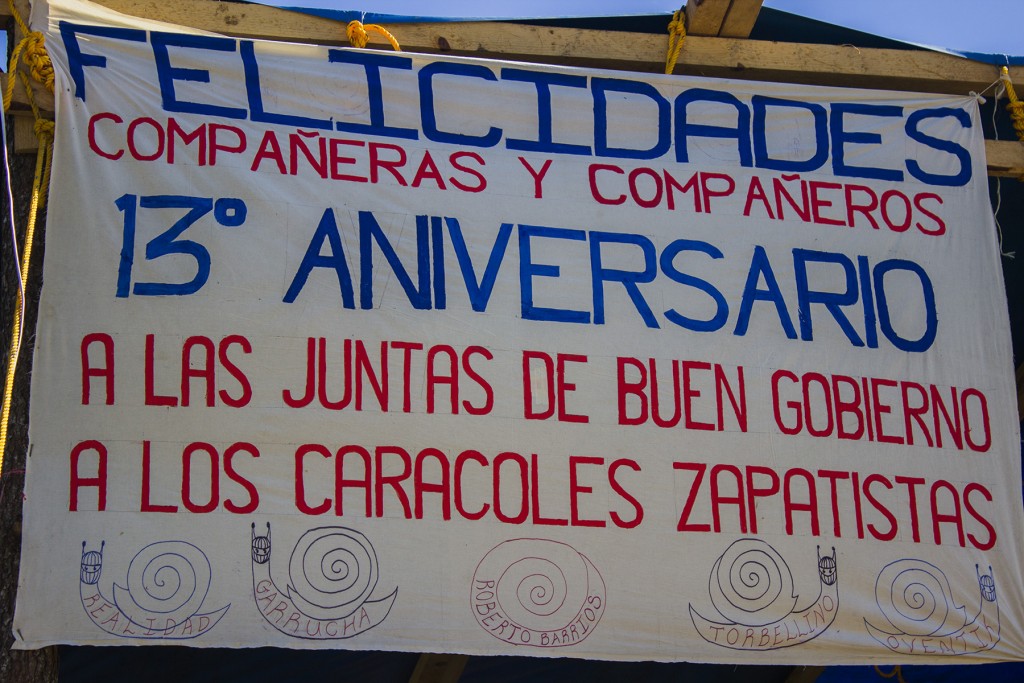 FELICIDADES
COMPAÑERAS Y COMPAÑEROS
13° ANIVERSARIO
A LAS JUNTAS DE BUEN GOBIERNO
A LOS CARACOLES ZAPATISTAS
REALIDAD
GARRUCHA
ROBERTO BARRIOS
TORBELLINO
OVENTIK